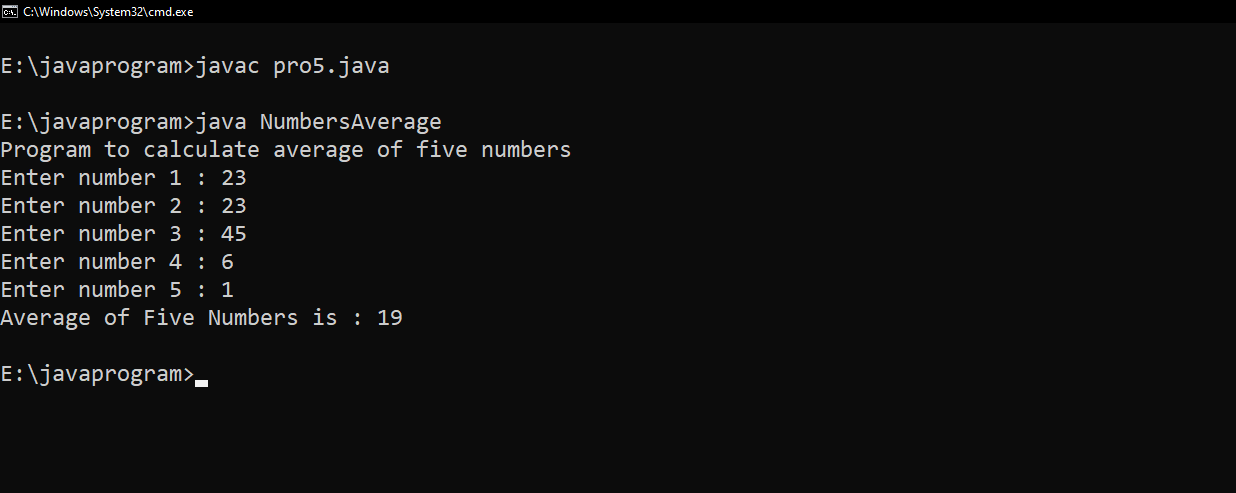 C:\Windows\System32\cmd.exe
E:\javaprogram>javac pro5.java
E:\javaprogram>java NumbersAverage
Program to calculate average of five numbers
Enter number 1 : 23
Enter number 2 : 23
Enter number 3 : 45
Enter number 4 : 6
Enter number 5 : 1
Average of Five Numbers is : 19
E:\javaprogram>